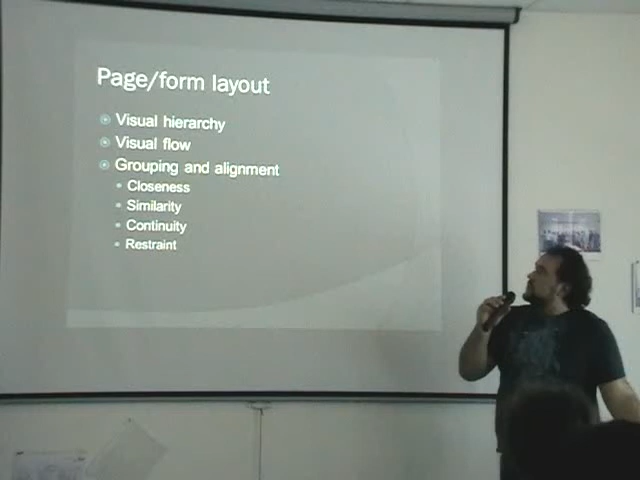 Page/form layout
Visual hierarchy
Visual flow
Grouping and alignment
Closeness
Similarity
Continuity
Restraint